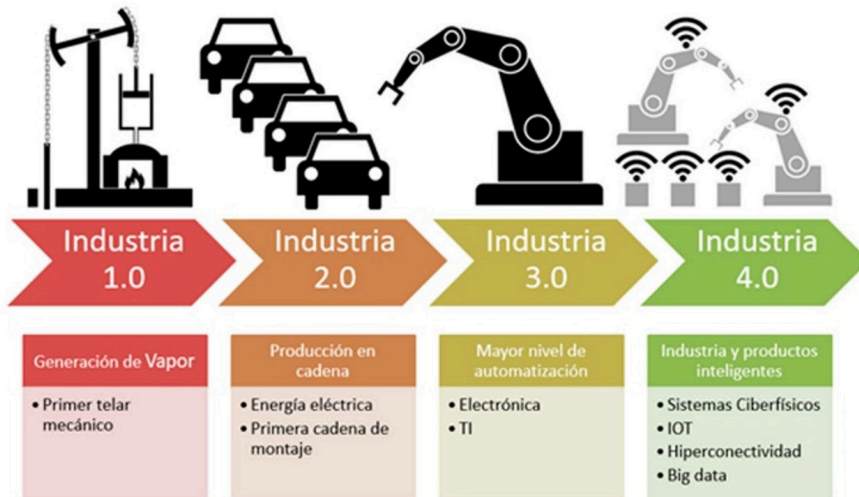 Industria
1.0
Industria
2.0
Industria
3.0
Industria
4.0
Generación de Vapor
• Primer telar
mecánico
Producción en
cadena
• Energía eléctrica
• Primera cadena de
montaje
Mayor nivel de
automatización
• Electrónica
• TI
Industria y productos
inteligentes
• Sistemas Ciberfísicos
• IOT
• Hiperconectividad
• Big data